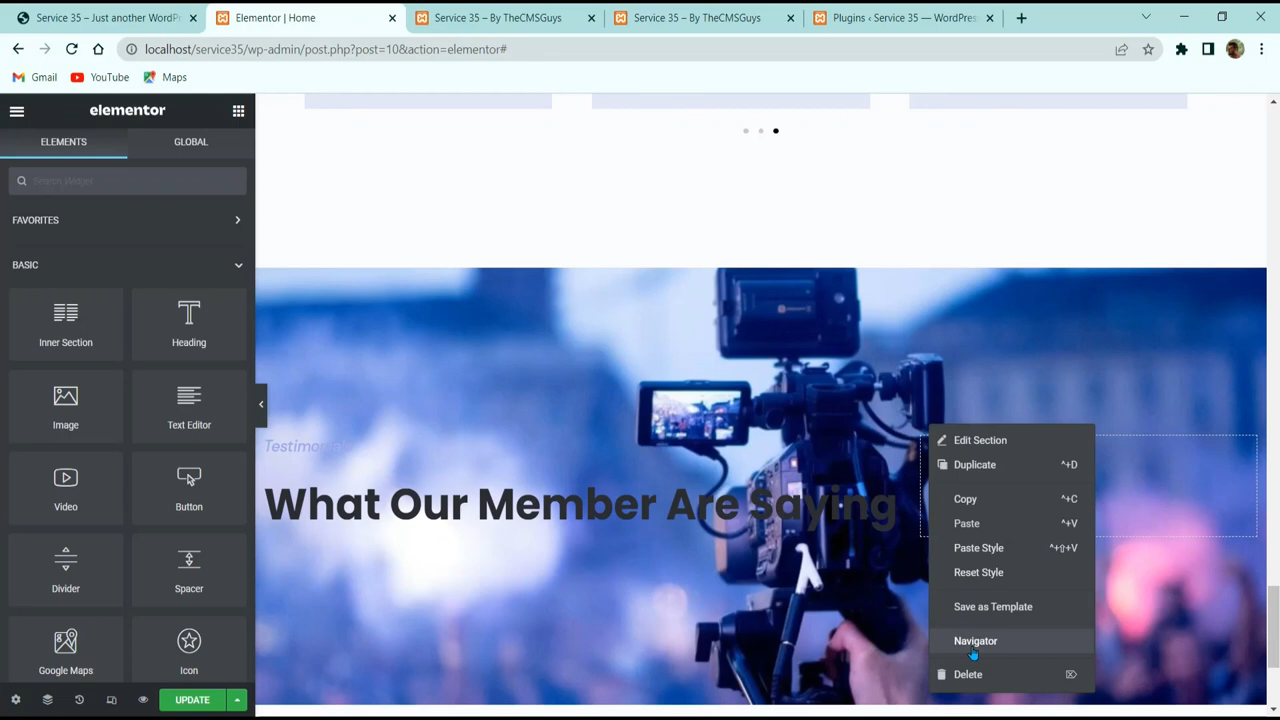 Service 35 – Just another WordPr
Elementor | Home
Service 35 – By TheCMSGuys
Service 35 – By TheCMSGuys
Plugins ‹ Service 35 — WordPres
localhost/service35/wp-admin/post.php?post=10&action=elementor#
Gmail
YouTube
Maps
elementor
ELEMENTS
GLOBAL
Search Widget
FAVORITES
BASIC
Inner Section
Heading
Image
Text Editor
Video
Button
Divider
Spacer
Google Maps
Icon
UPDATE
Testimonial
What Our Member Are Saying
Edit Section
Duplicate ^+D
Copy ^+C
Paste ^+V
Paste Style ^+⇧+V
Reset Style
Save as Template
Navigator
Delete ⌦